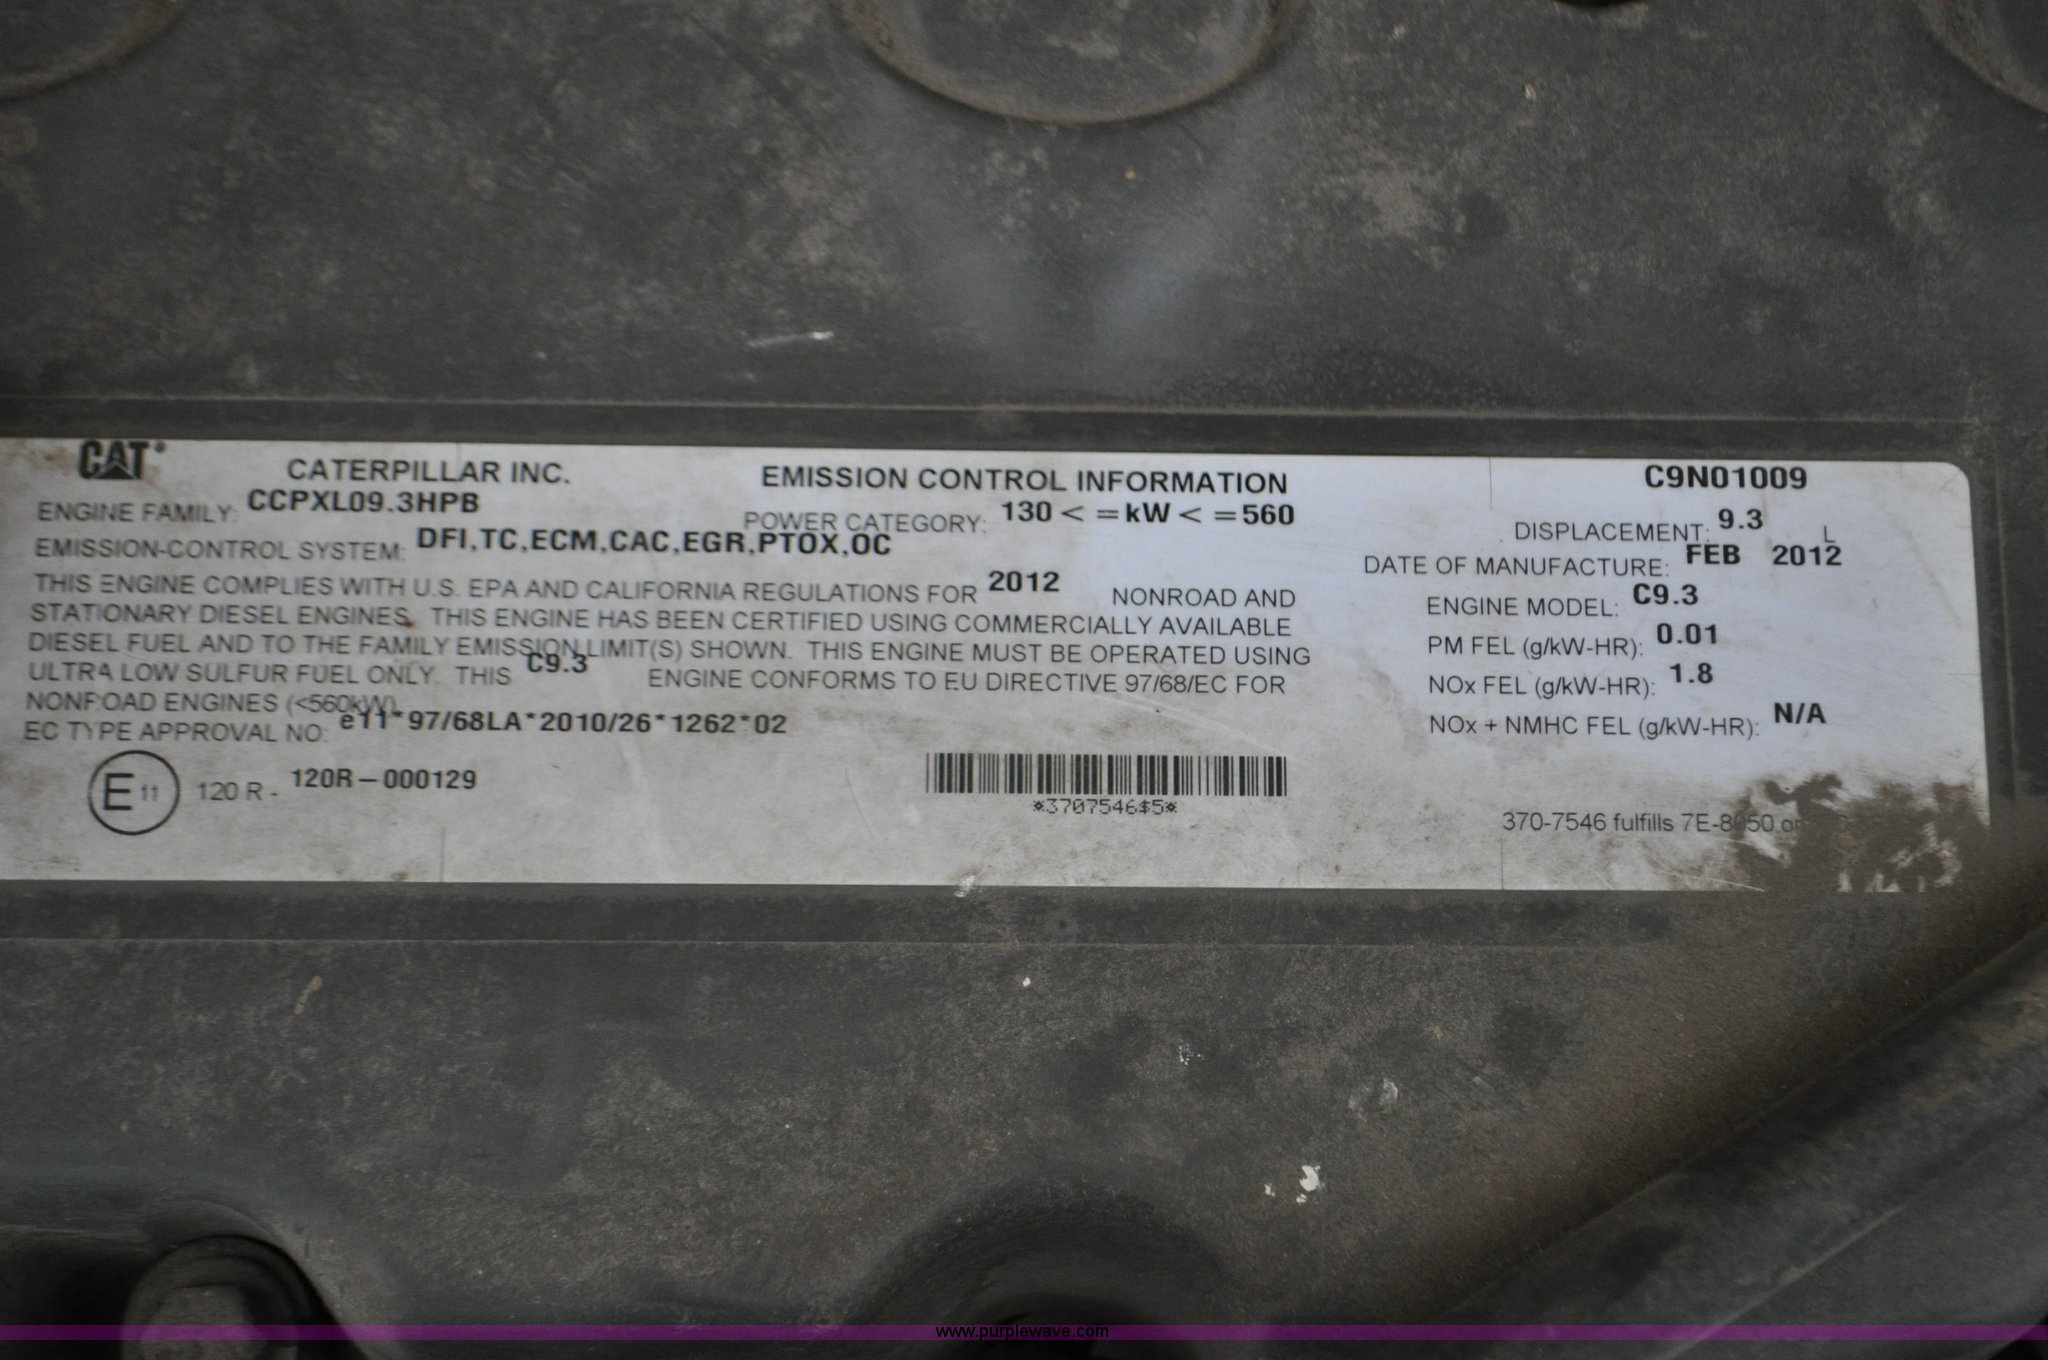 CAT®
CATERPILLAR INC.
EMISSION CONTROL INFORMATION
C9N01009
ENGINE FAMILY: CCPXL09.3HPB
POWER CATEGORY: 130 < =kW < =560
DISPLACEMENT: 9.3 L
EMISSION-CONTROL SYSTEM: DFI,TC,ECM,CAC,EGR,PTOX,OC
DATE OF MANUFACTURE: FEB 2012
THIS ENGINE COMPLIES WITH U.S. EPA AND CALIFORNIA REGULATIONS FOR 2012 NONROAD AND
STATIONARY DIESEL ENGINES. THIS ENGINE HAS BEEN CERTIFIED USING COMMERCIALLY AVAILABLE
DIESEL FUEL AND TO THE FAMILY EMISSION LIMIT(S) SHOWN. THIS ENGINE MUST BE OPERATED USING
ULTRA LOW SULFUR FUEL ONLY. THIS C9.3 ENGINE CONFORMS TO EU DIRECTIVE 97/68/EC FOR
NONROAD ENGINES (<560kW)
EC TYPE APPROVAL NO: e11*97/68LA*2010/26*1262*02
ENGINE MODEL: C9.3
PM FEL (g/kW-HR): 0.01
NOx FEL (g/kW-HR): 1.8
NOx + NMHC FEL (g/kW-HR): N/A
E 11 120 R - 120R-000129
*3707546$5*
370-7546 fulfills
www.purplewave.com